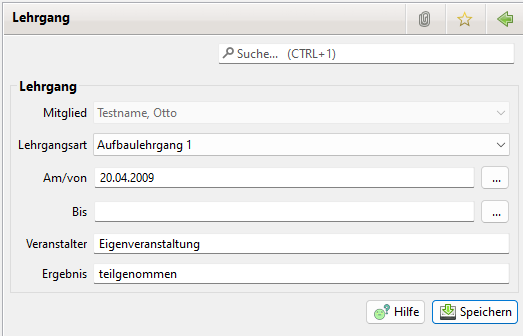 Lehrgang
Suche... (CTRL+1)
Lehrgang
Mitglied Testname, Otto
Lehrgangsart Aufbaulehrgang 1
Am/von 20.04.2009 ...
Bis ...
Veranstalter Eigenveranstaltung
Ergebnis teilgenommen
Hilfe Speichern